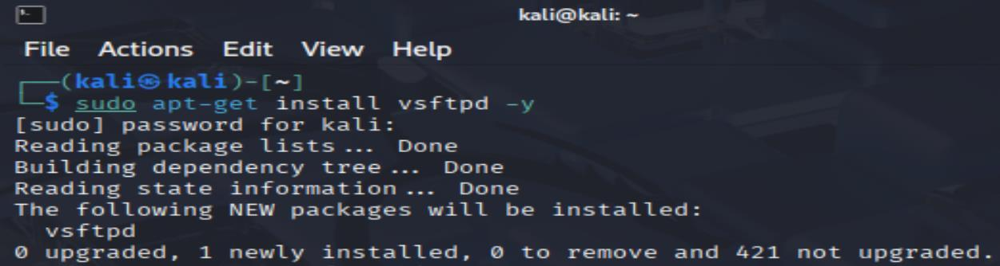 kali@kali: ~
File Actions Edit View Help
┌──(kali㉿kali)-[~]
└─$ sudo apt-get install vsftpd -y
[sudo] password for kali:
Reading package lists... Done
Building dependency tree... Done
Reading state information... Done
The following NEW packages will be installed:
  vsftpd
0 upgraded, 1 newly installed, 0 to remove and 421 not upgraded.